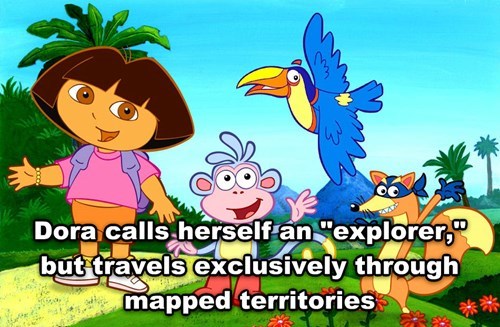 Dora calls herself an "explorer,"
but travels exclusively through
mapped territories